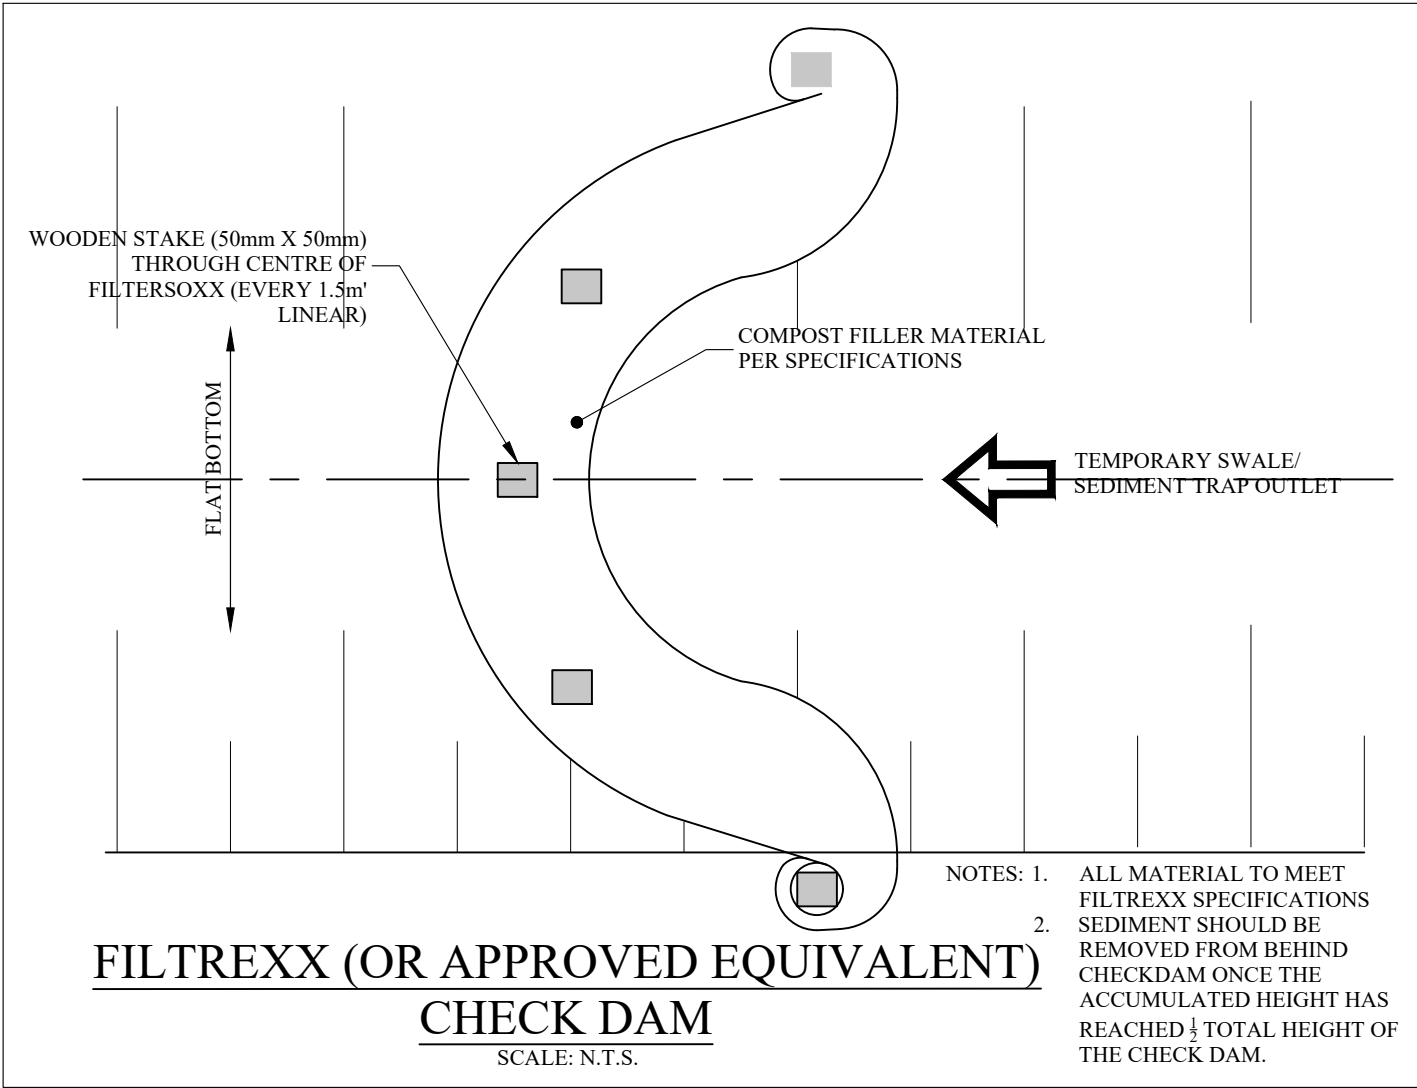 WOODEN STAKE (50mm X 50mm)
THROUGH CENTRE OF
FILTERSOXX (EVERY 1.5m'
LINEAR)
COMPOST FILLER MATERIAL
PER SPECIFICATIONS
FLAT BOTTOM
TEMPORARY SWALE/
SEDIMENT TRAP OUTLET
NOTES: 1. ALL MATERIAL TO MEET
FILTREXX SPECIFICATIONS
2. SEDIMENT SHOULD BE
REMOVED FROM BEHIND
CHECKDAM ONCE THE
ACCUMULATED HEIGHT HAS
REACHED 1/2 TOTAL HEIGHT OF
THE CHECK DAM.
FILTREXX (OR APPROVED EQUIVALENT)
CHECK DAM
SCALE: N.T.S.